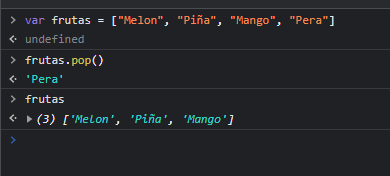 > var frutas = ["Melon", "Piña", "Mango", "Pera"]
undefined
> frutas.pop()
'Pera'
> frutas
(3) ['Melon', 'Piña', 'Mango']
>